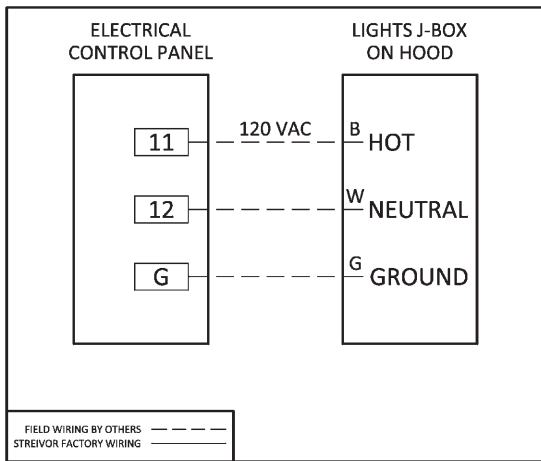 ELECTRICAL
CONTROL PANEL
LIGHTS J-BOX
ON HOOD
11
120 VAC
B
HOT
12
W
NEUTRAL
G
G
GROUND
FIELD WIRING BY OTHERS
STREIVOR FACTORY WIRING